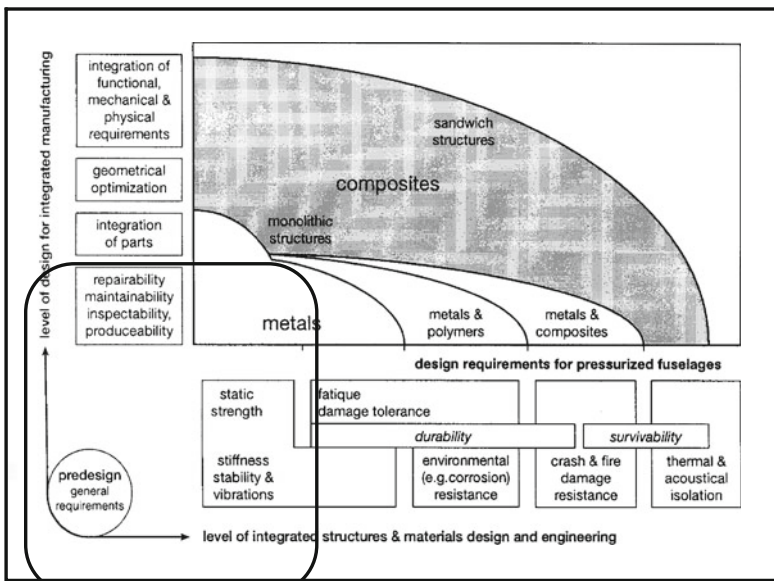 level of design for integrated manufacturing
integration of
functional,
mechanical &
physical
requirements
geometrical
optimization
integration
of parts
repairability
maintainability
inspectability,
produceability
sandwich
structures
composites
monolithic
structures
metals
metals &
polymers
metals &
composites
design requirements for pressurized fuselages
static
strength
fatique
damage tolerance
durability
survivability
stiffness
stability &
vibrations
environmental
(e.g.corrosion)
resistance
crash & fire
damage
resistance
thermal &
acoustical
isolation
predesign
general
requirements
level of integrated structures & materials design and engineering